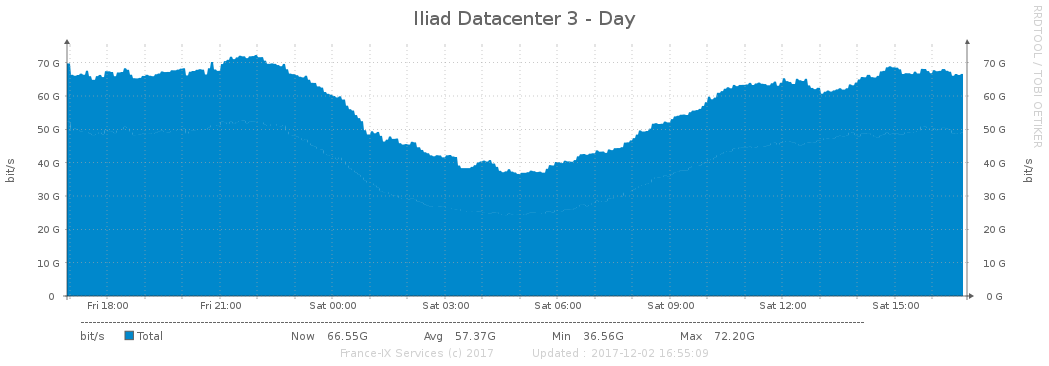 Iliad Datacenter 3 - Day
RRDTOOL / TOBI OETIKER
bit/s
70 G 70 G
60 G 60 G
50 G 50 G
40 G 40 G
30 G 30 G
20 G 20 G
10 G 10 G
0 0 G
bit/s
Fri 18:00 Fri 21:00 Sat 00:00 Sat 03:00 Sat 06:00 Sat 09:00 Sat 12:00 Sat 15:00
bit/s Total Now 66.55G Avg 57.37G Min 36.56G Max 72.20G
France-IX Services (c) 2017 Updated : 2017-12-02 16:55:09